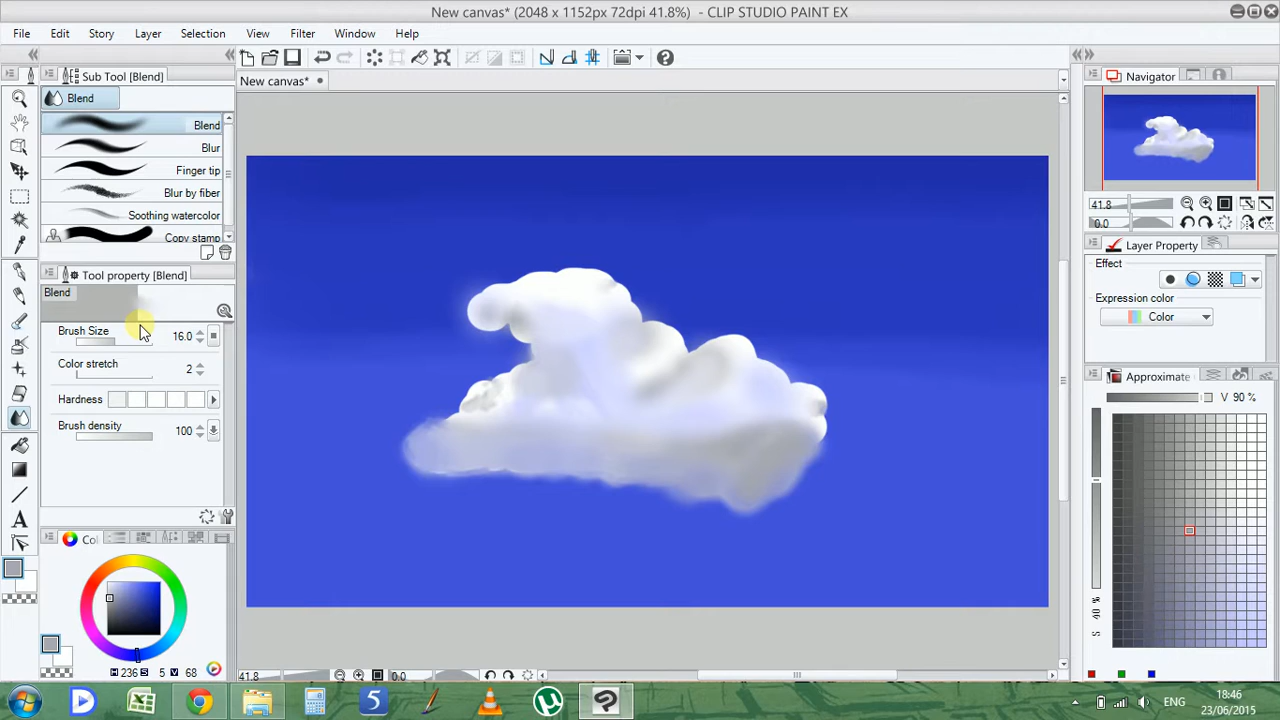 New canvas* (2048 x 1152px 72dpi 41.8%) - CLIP STUDIO PAINT EX
File Edit Story Layer Selection View Filter Window Help
Sub Tool [Blend]
New canvas*
Navigator
Blend
Blend
Blur
Finger tip
Blur by fiber
Soothing watercolor
Copy stamp
41.8
0.0
Layer Property
Tool property [Blend]
Effect
Blend
Expression color
Color
Brush Size 16.0
Color stretch 2
Approximate
Hardness
V 90 %
Brush density 100
Col
S 40 %
H 236 S 5 V 68
41.8 0.0
5
ENG
18:46
23/06/2015